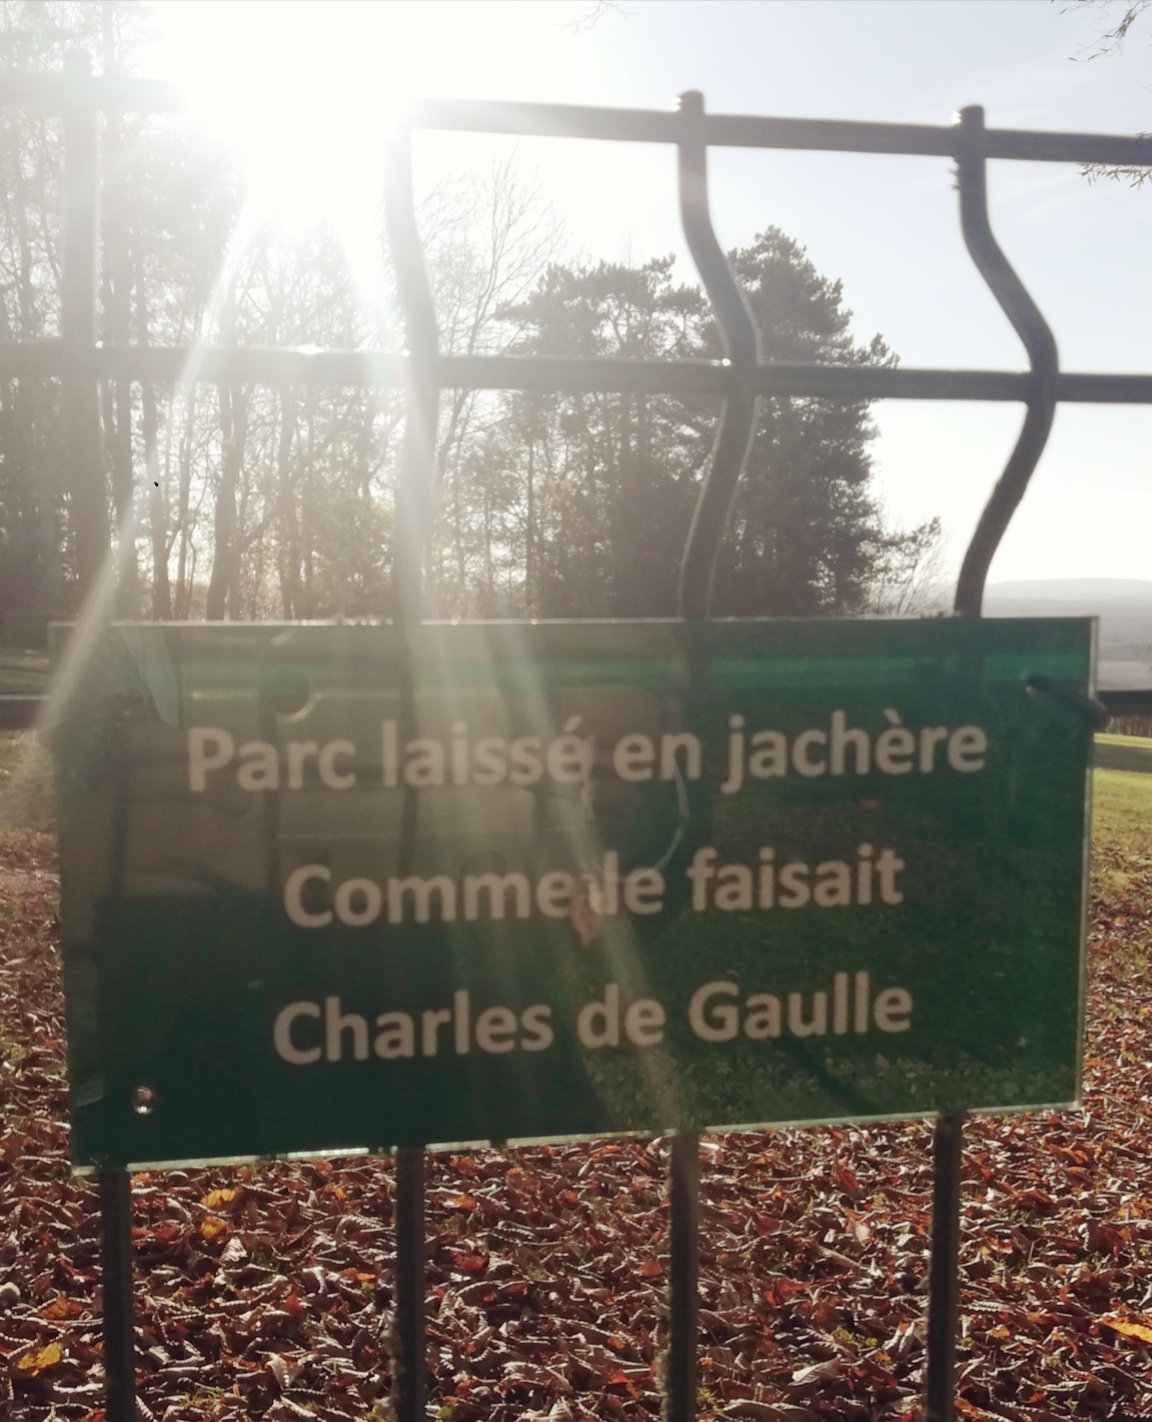 Parc laissé en jachère
Comme le faisait
Charles de Gaulle